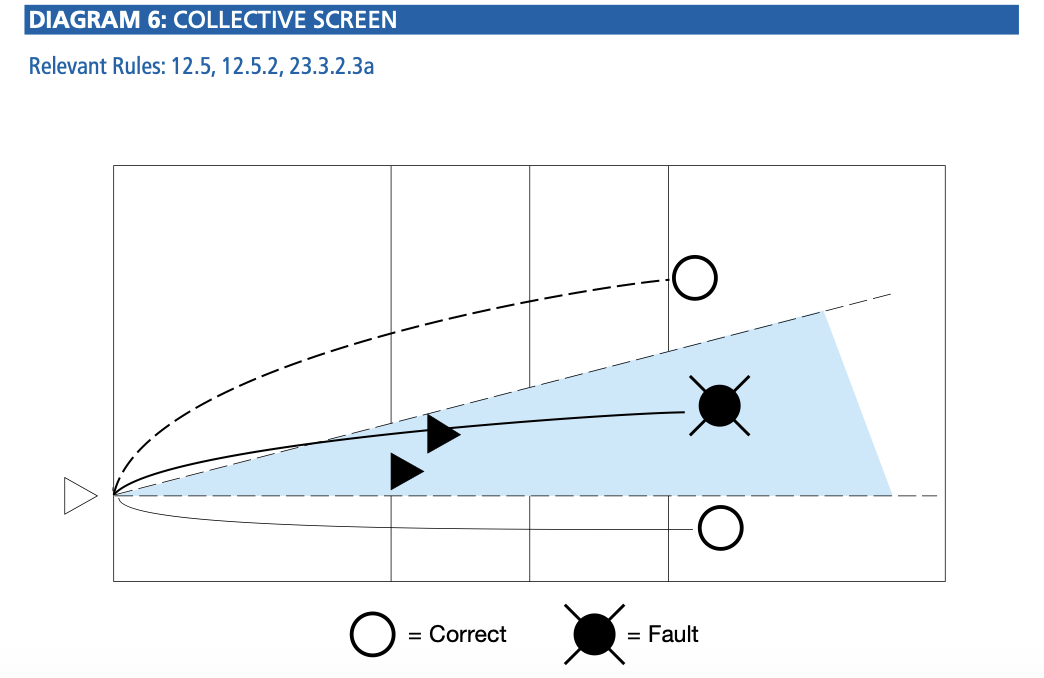 DIAGRAM 6: COLLECTIVE SCREEN
Relevant Rules: 12.5, 12.5.2, 23.3.2.3a
= Correct = Fault